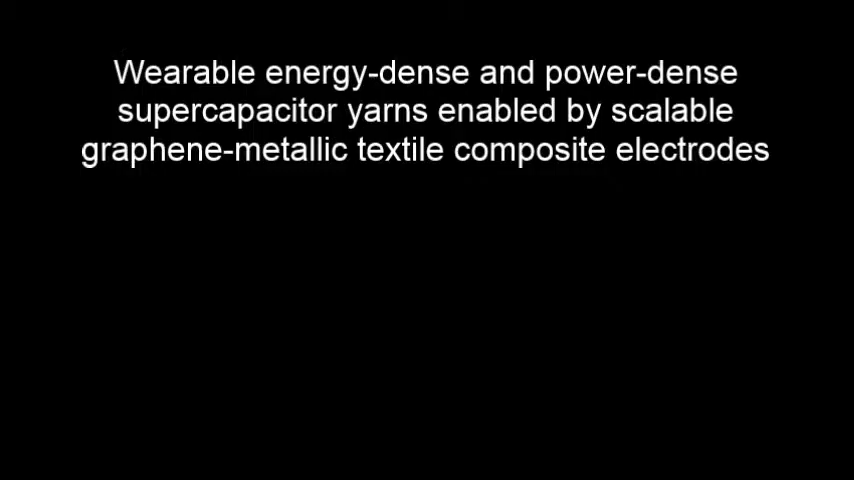 Wearable energy-dense and power-dense
supercapacitor yarns enabled by scalable
graphene-metallic textile composite electrodes